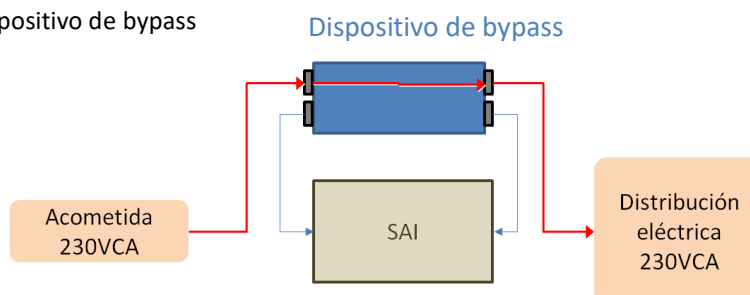 positivo de bypass
Dispositivo de bypass
Acometida
230VCA
SAI
Distribución
eléctrica
230VCA